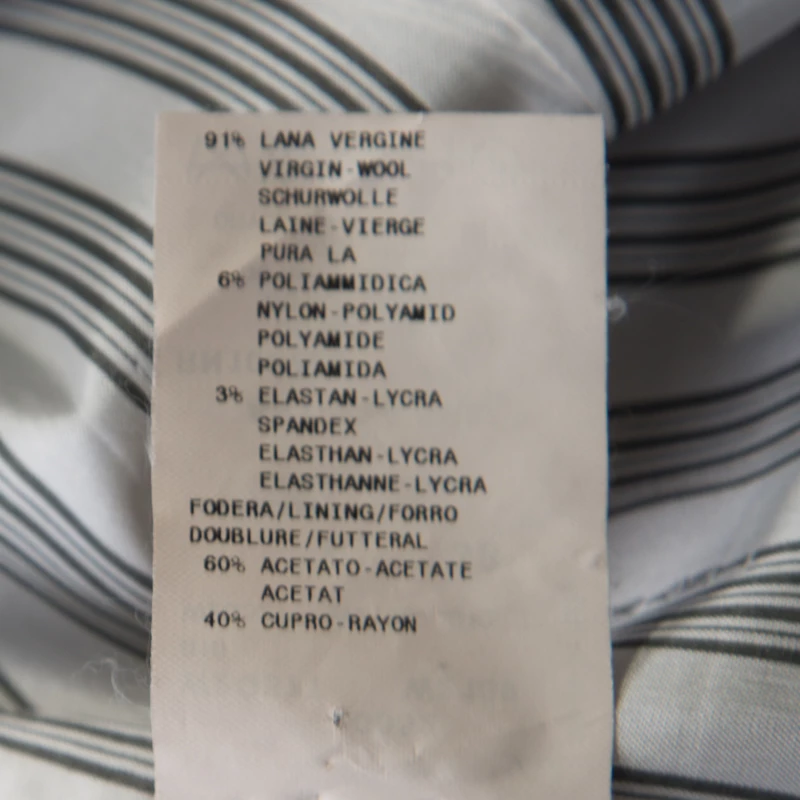 91% LANA VERGINE
VIRGIN-WOOL
SCHURWOLLE
LAINE-VIERGE
PURA LA
6% POLIAMMIDICA
NYLON-POLYAMID
POLYAMIDE
POLIAMIDA
3% ELASTAN-LYCRA
SPANDEX
ELASTHAN-LYCRA
ELASTHANNE-LYCRA
FODERA/LINING/FORRO
DOUBLURE/FUTTERAL
60% ACETATO-ACETATE
ACETAT
40% CUPRO-RAYON